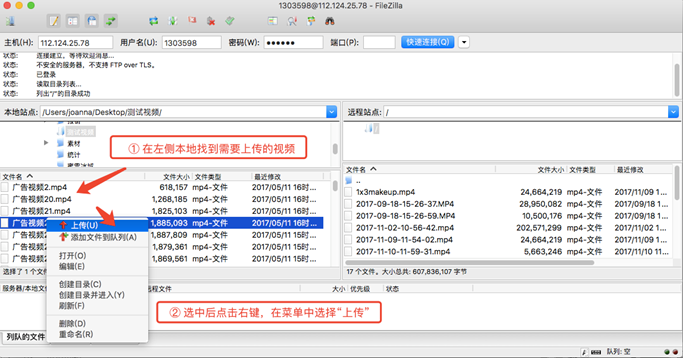 1303598@112.124.25.78 - FileZilla
主机(H): 112.124.25.78 用户名(U): 1303598 密码(W): ●●●●●● 端口(P): 快速连接(Q)
状态: 连接建立，等待欢迎消息...
状态: 不安全的服务器，不支持 FTP over TLS。
状态: 已登录
状态: 读取目录列表...
状态: 列出"/"的目录成功
本地站点: /Users/joanna/Desktop/测试视频/
远程站点: /
测试视频
素材
统计
/
① 在左侧本地找到需要上传的视频
文件名 文件大小 文件类型 最近修改
广告视频2.mp4 618,157 mp4-文件 2017/05/11 16时...
广告视频20.mp4 1,268,185 mp4-文件 2017/05/11 16时...
广告视频21.mp4 1,825,103 mp4-文件 2017/05/11 16时...
广告视频2 1,885,093 mp4-文件 2017/05/11 16时...
广告视频2 1,887,809 mp4-文件 2017/05/11 16时...
广告视频2 1,879,361 mp4-文件 2017/05/11 16时...
广告视频2 1,869,561 mp4-文件 2017/05/11 16时...
选择了 1 个文件
上传(U)
添加文件到队列(A)
打开(O)
编辑(E)
创建目录(C)
创建目录并进入(Y)
刷新(F)
删除(D)
重命名(R)
文件名 文件大小 文件类型 最近修改
..
1x3makeup.mp4 24,664,219 mp4-文件 2017/11/09 1...
2017-09-18-15-26-37.MP4 28,950,082 mp4-文件 2017/09/18 1...
2017-09-18-15-26-59.MP4 10,500,176 mp4-文件 2017/09/18 1...
2017-11-02-10-56-42.mp4 202,571,299 mp4-文件 2017/11/02 1...
2017-11-09-11-54-02.mp4 24,664,219 mp4-文件 2017/11/09 1...
2017-11-10-11-59-31.mp4 5,663,246 mp4-文件 2017/11/10 11...
17 个文件。大小总共: 607,836,107 字节
服务器/本地文 远程文件 大小 优先级 状态
② 选中后点击右键，在菜单中选择“上传”
列队的文件
队列: 空